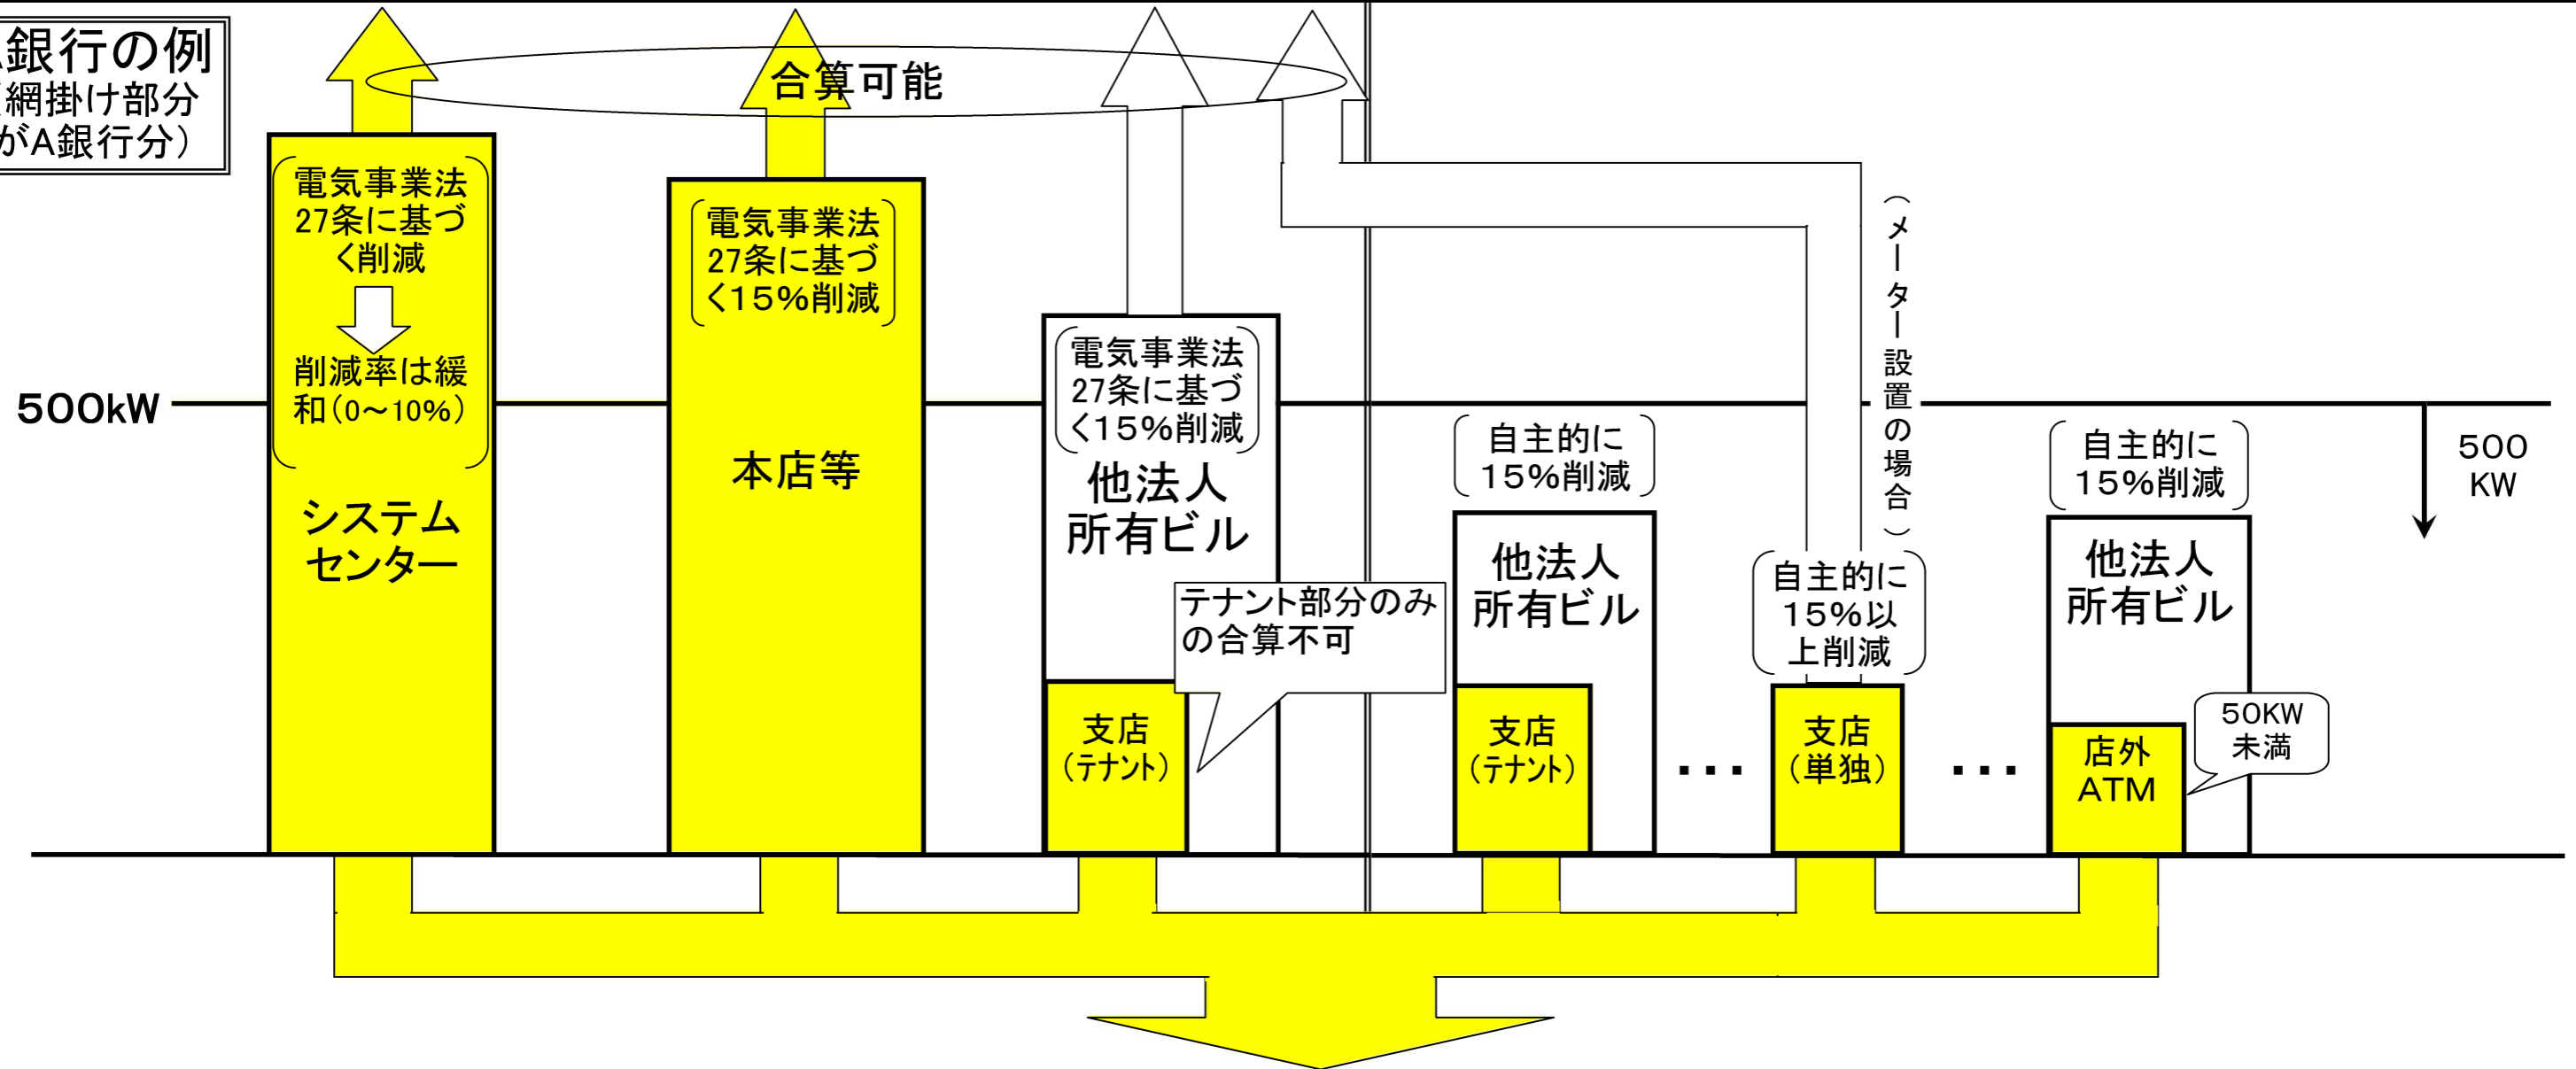 銀行の例
網掛け部分
がA銀行分）
合算可能
電気事業法
27条に基づ
く削減
削減率は緩
和（0～10%）
システム
センター
電気事業法
27条に基づ
く15%削減
本店等
電気事業法
27条に基づ
く15%削減
他法人
所有ビル
テナント部分のみ
の合算不可
支店
（テナント）
500kW
自主的に
15%削減
他法人
所有ビル
支店
（テナント）
･･･
（メーター設置の場合）
自主的に
15%以
上削減
支店
（単独）
･･･
自主的に
15%削減
他法人
所有ビル
店外
ATM
50KW
未満
500
KW